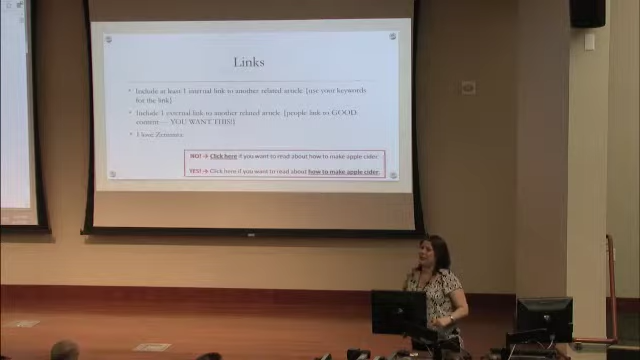 Links
Include at least 1 internal link to another related article {use your keywords
for the link}
Include 1 external link to another related article {people link to GOOD
content — YOU WANT THIS!}
I love Zemanta
NO! → Click here if you want to read about how to make apple cider.
YES! → Click here if you want to read about how to make apple cider.